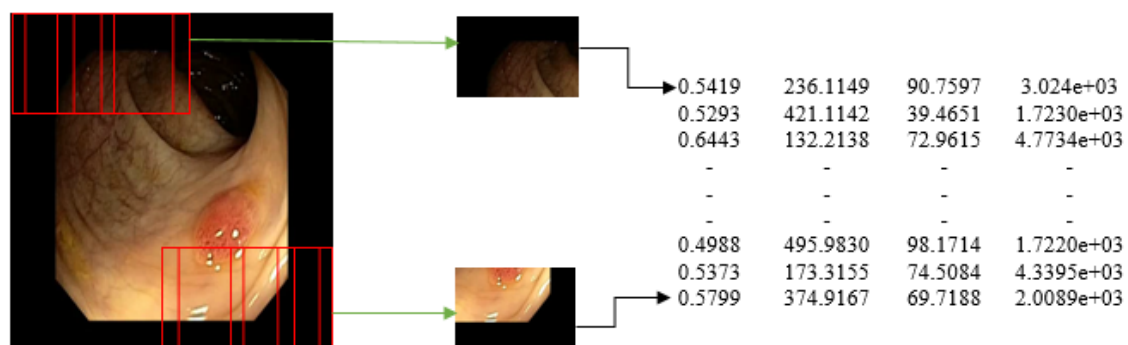 0.5419 236.1149 90.7597 3.024e+03
0.5293 421.1142 39.4651 1.7230e+03
0.6443 132.2138 72.9615 4.7734e+03
- - - -
- - - -
- - - -
0.4988 495.9830 98.1714 1.7220e+03
0.5373 173.3155 74.5084 4.3395e+03
0.5799 374.9167 69.7188 2.0089e+03